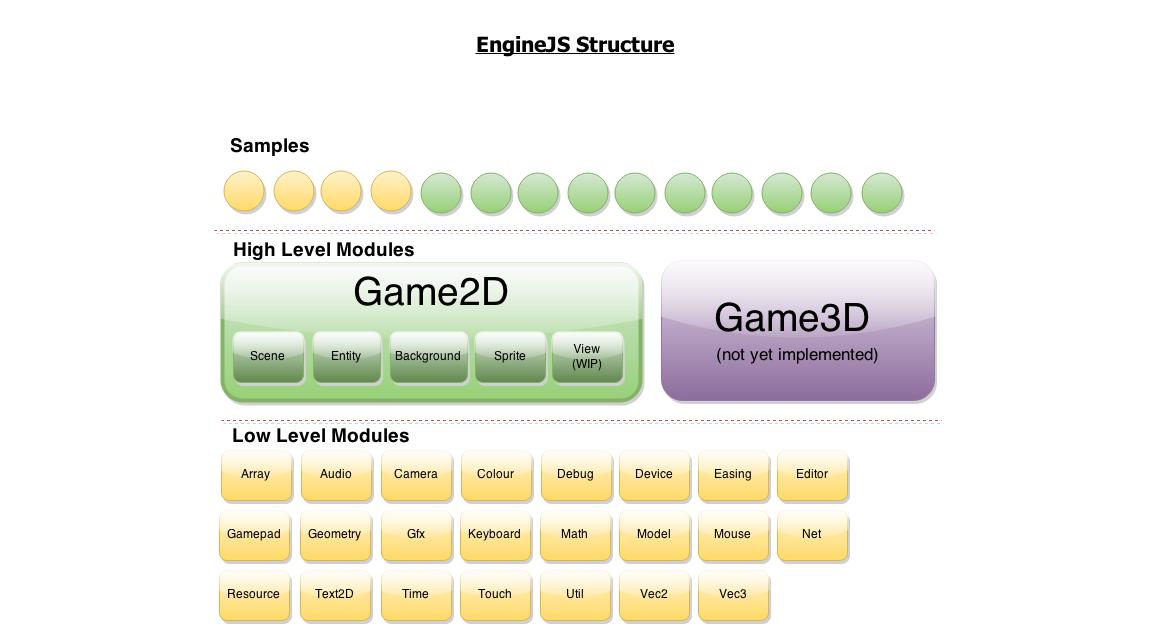 EngineJS Structure
Samples
High Level Modules
Game2D
Scene
Entity
Background
Sprite
View
(WIP)
Game3D
(not yet implemented)
Low Level Modules
Array
Audio
Camera
Colour
Debug
Device
Easing
Editor
Gamepad
Geometry
Gfx
Keyboard
Math
Model
Mouse
Net
Resource
Text2D
Time
Touch
Util
Vec2
Vec3